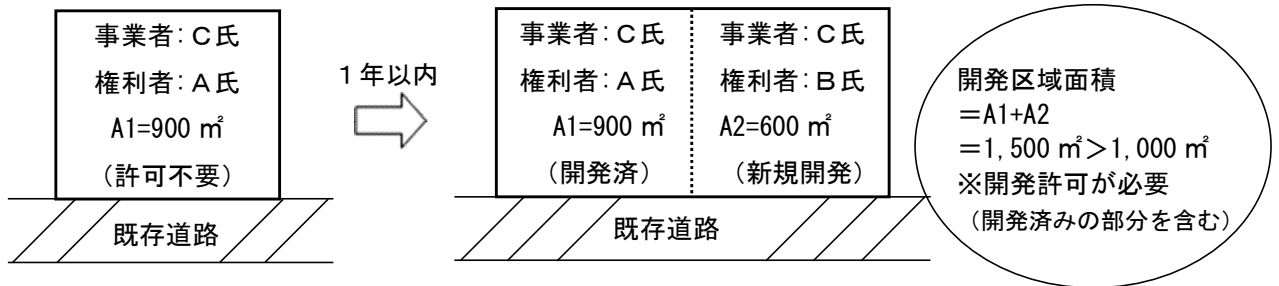 事業者：C氏
権利者：A氏
A1=900 ㎡
（許可不要）
既存道路
１年以内
事業者：C氏
権利者：A氏
A1=900 ㎡
（開発済）
事業者：C氏
権利者：B氏
A2=600 ㎡
（新規開発）
既存道路
開発区域面積
＝A1+A2
＝1,500 ㎡＞1,000 ㎡
※開発許可が必要
（開発済みの部分を含む）